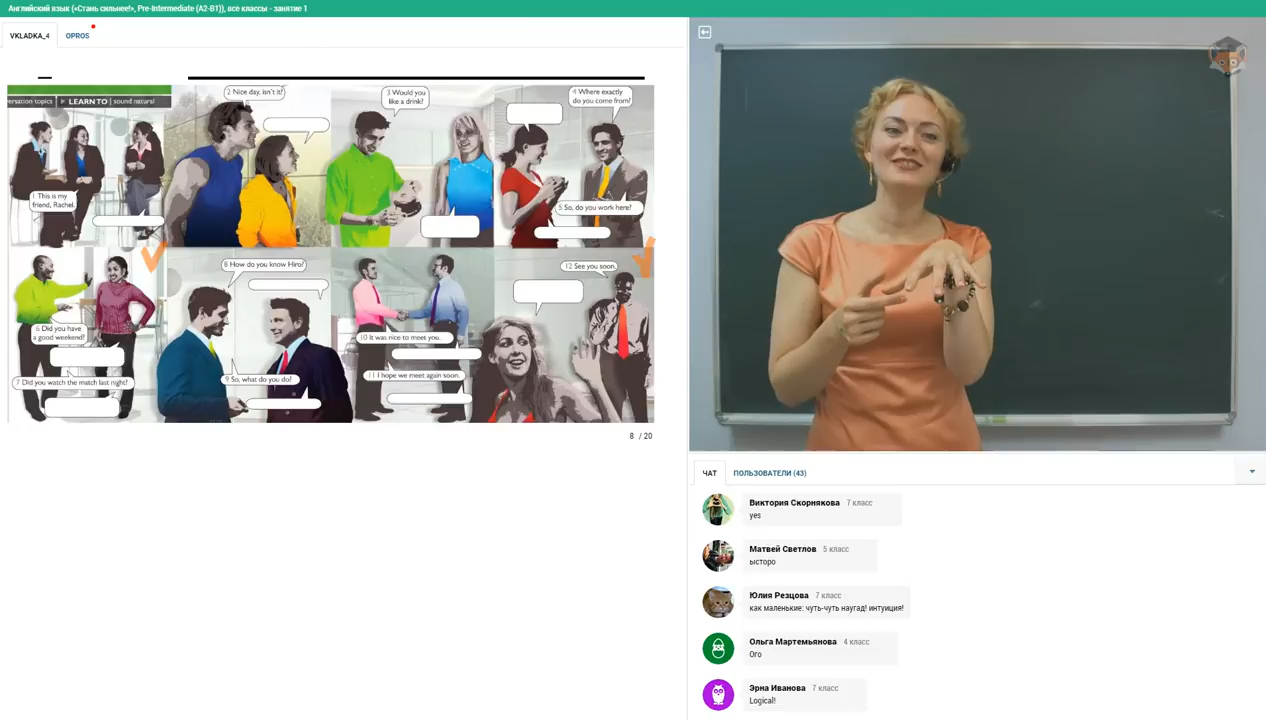 Английский язык («Стань сильнее!», Pre-Intermediate (A2-B1)), все классы - занятие 1
VKLADKA_4
OPROS
versation topics
LEARN TO | sound natural
1 This is my
friend, Rachel.
2 Nice day, isn't it?
3 Would you
like a drink?
4 Where exactly
do you come from?
5 So, do you work here?
6 Did you have
a good weekend?
7 Did you watch the match last night?
8 How do you know Hiro?
9 So, what do you do?
10 It was nice to meet you.
11 I hope we meet again soon.
12 See you soon.
8 / 20
ЧАТ
ПОЛЬЗОВАТЕЛИ (43)
Виктория Скорнякова 7 класс
yes
Матвей Светлов 5 класс
ысторо
Юлия Резцова 7 класс
как маленькие: чуть-чуть наугад! интуиция!
Ольга Мартемьянова 4 класс
Ого
Эрна Иванова 7 класс
Logical!